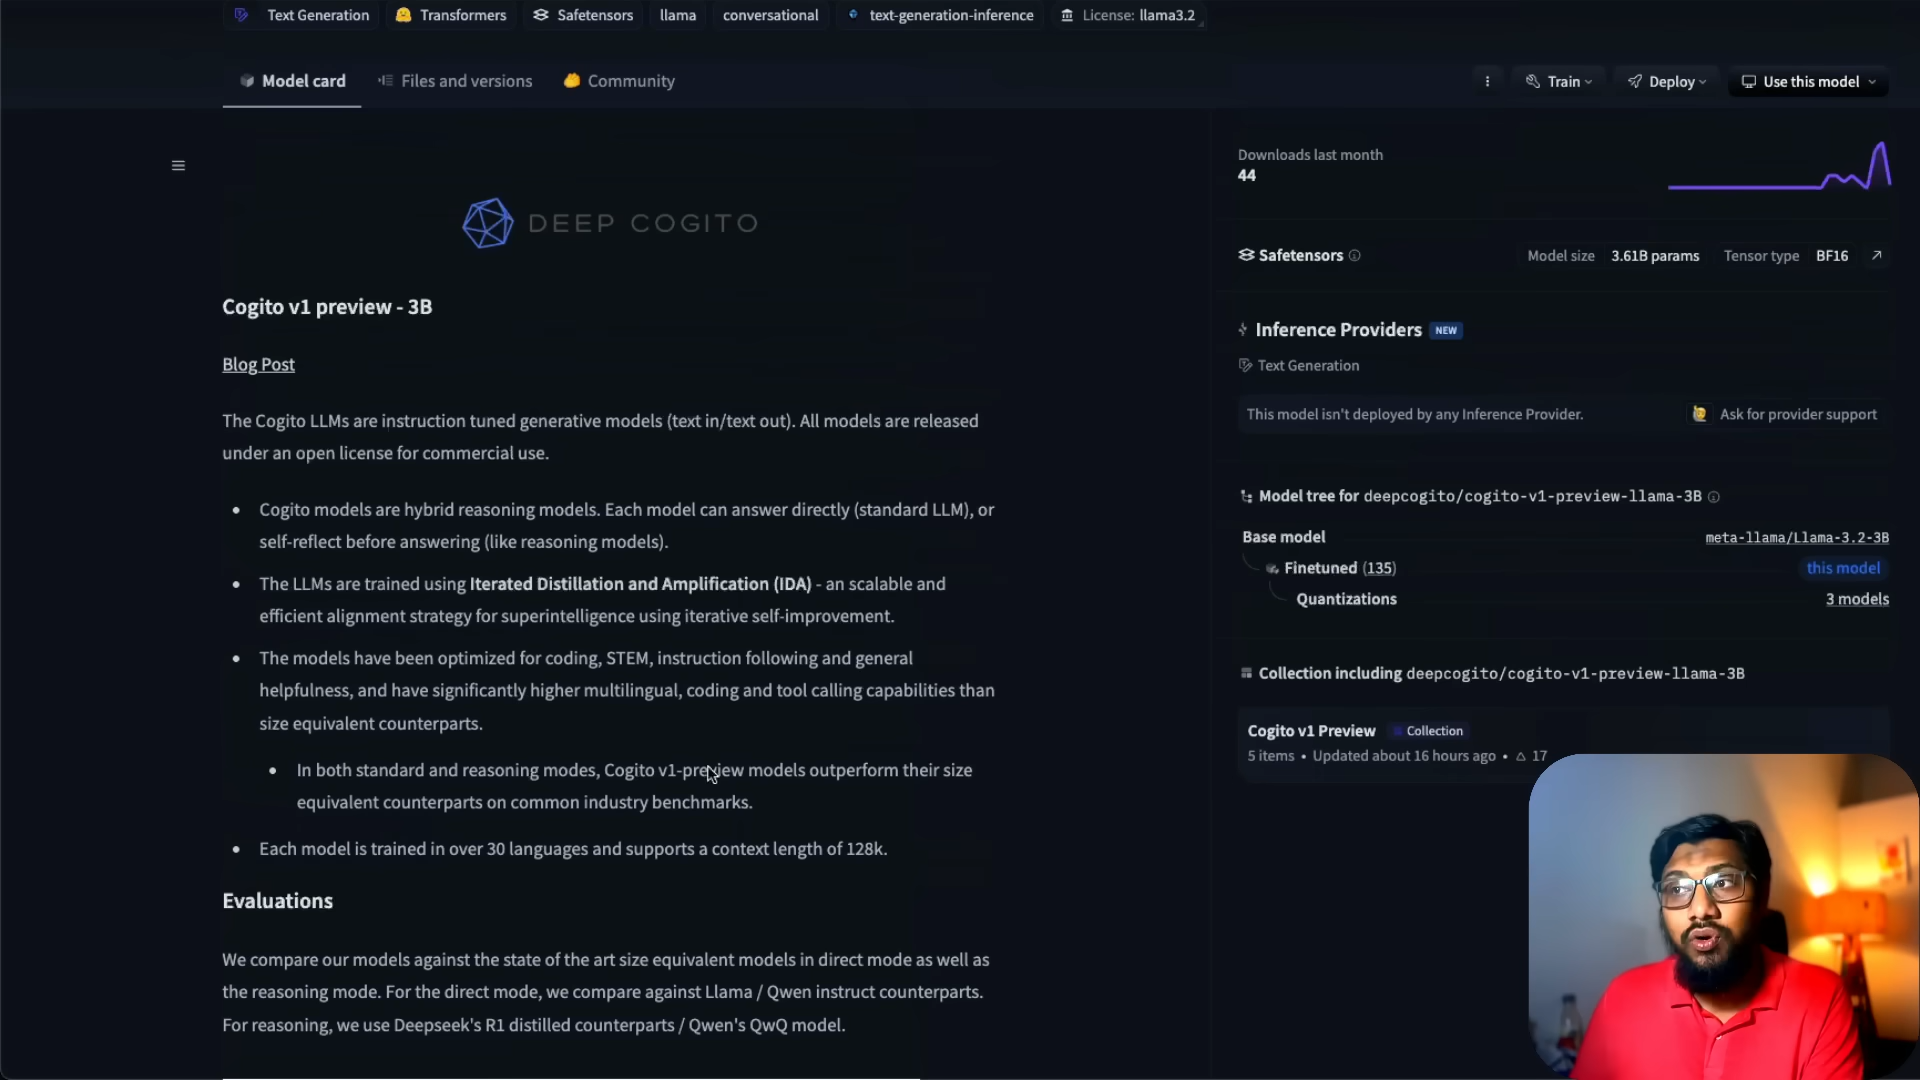 Text Generation Transformers Safetensors llama conversational text-generation-inference License: llama3.2
Model card Files and versions Community
Train Deploy Use this model
DEEP COGITO
Cogito v1 preview - 3B
Blog Post
The Cogito LLMs are instruction tuned generative models (text in/text out). All models are released
under an open license for commercial use.
• Cogito models are hybrid reasoning models. Each model can answer directly (standard LLM), or
self-reflect before answering (like reasoning models).
• The LLMs are trained using Iterated Distillation and Amplification (IDA) - an scalable and
efficient alignment strategy for superintelligence using iterative self-improvement.
• The models have been optimized for coding, STEM, instruction following and general
helpfulness, and have significantly higher multilingual, coding and tool calling capabilities than
size equivalent counterparts.
• In both standard and reasoning modes, Cogito v1-preview models outperform their size
equivalent counterparts on common industry benchmarks.
• Each model is trained in over 30 languages and supports a context length of 128k.
Evaluations
We compare our models against the state of the art size equivalent models in direct mode as well as
the reasoning mode. For the direct mode, we compare against Llama / Qwen instruct counterparts.
For reasoning, we use Deepseek's R1 distilled counterparts / Qwen's QwQ model.
Downloads last month
44
Safetensors Model size 3.61B params Tensor type BF16
Inference Providers NEW
Text Generation
This model isn't deployed by any Inference Provider. Ask for provider support
Model tree for deepcogito/cogito-v1-preview-llama-3B
Base model meta-llama/Llama-3.2-3B
Finetuned (135) this model
Quantizations 3 models
Collection including deepcogito/cogito-v1-preview-llama-3B
Cogito v1 Preview Collection
5 items • Updated about 16 hours ago • 17